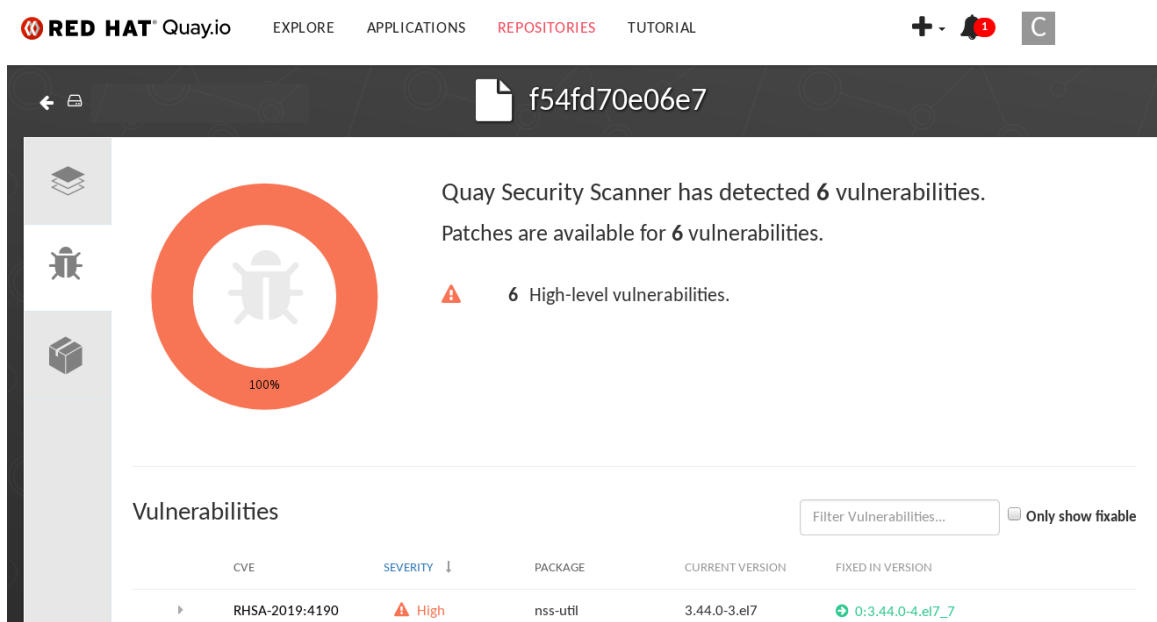 RED HAT® Quay.io EXPLORE APPLICATIONS REPOSITORIES TUTORIAL 1 C
f54fd70e06e7
Quay Security Scanner has detected 6 vulnerabilities.
Patches are available for 6 vulnerabilities.
6 High-level vulnerabilities.
100%
Vulnerabilities Filter Vulnerabilities... Only show fixable
CVE SEVERITY PACKAGE CURRENT VERSION FIXED IN VERSION
RHSA-2019:4190 High nss-util 3.44.0-3.el7 0:3.44.0-4.el7_7